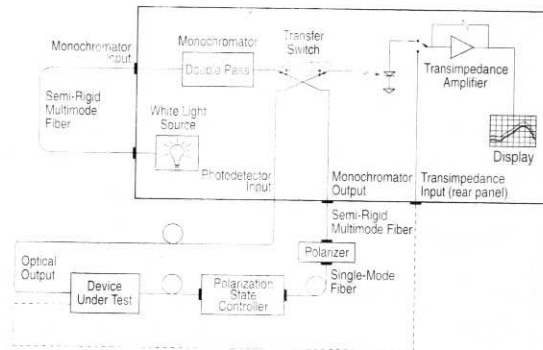 Monochromator
Input
Monochromator
Double Pass
Transfer
Switch
Transimpedance
Amplifier
Semi-Rigid
Multimode
Fiber
White Light
Source
Display
Photodetector
Input
Monochromator
Output
Transimpedance
Input (rear panel)
Semi-Rigid
Multimode Fiber
Polarizer
Optical
Output
Single-Mode
Fiber
Device
Under Test
Polarization
State
Controller